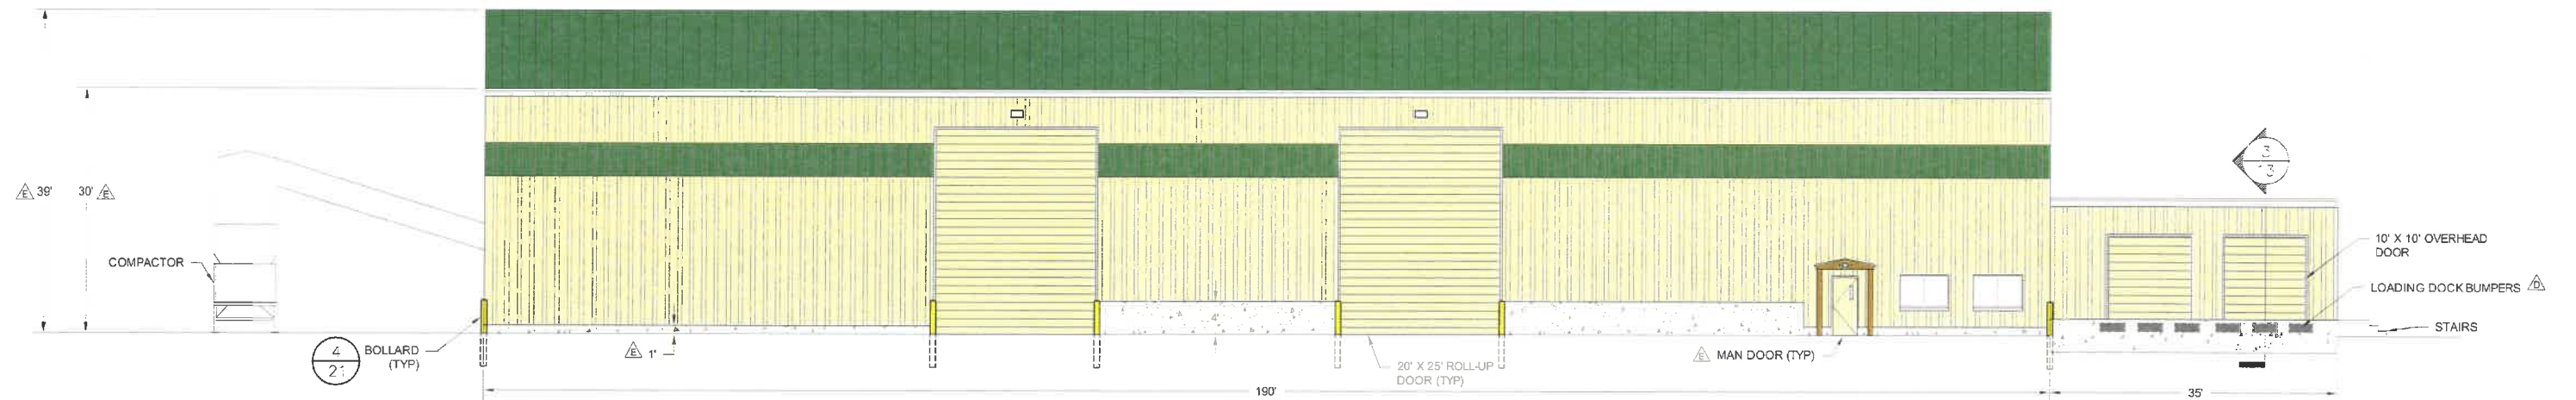 E 39'
30' E
COMPACTOR
4
21
BOLLARD
(TYP)
E 1'
4'
20' X 25' ROLL-UP
DOOR (TYP)
E MAN DOOR (TYP)
3
13
10' X 10' OVERHEAD
DOOR
LOADING DOCK BUMPERS D
STAIRS
190'
35'